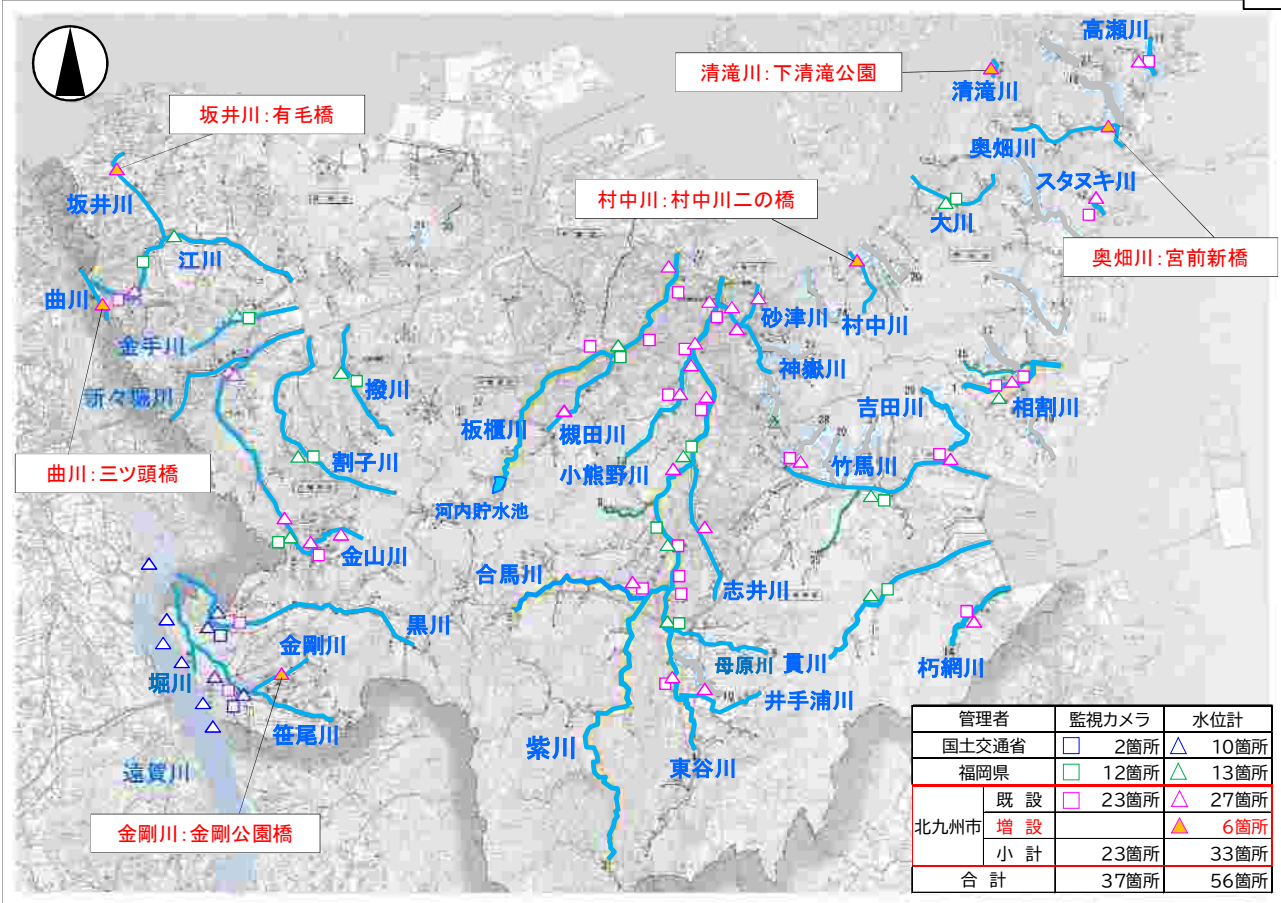 高瀬川
清滝川:下清滝公園
清滝川
坂井川:有毛橋
奥畑川
スタヌキ川
村中川:村中川二の橋
坂井川
大川
江川
奥畑川:宮前新橋
曲川
砂津川
村中川
金手川
神嶽川
新々堀川
撥川
吉田川
相割川
板櫃川
槻田川
曲川:三ツ頭橋
割子川
小熊野川
竹馬川
河内貯水池
金山川
合馬川
志井川
黒川
金剛川
母原川
貫川
朽網川
堀川
井手浦川
笹尾川
紫川
東谷川
遠賀川
金剛川:金剛公園橋
管理者 監視カメラ 水位計
国土交通省 □ 2箇所 △ 10箇所
福岡県 □ 12箇所 △ 13箇所
北九州市 既設 □ 23箇所 △ 27箇所
増設 ▲ 6箇所
小計 23箇所 33箇所
合計 37箇所 56箇所